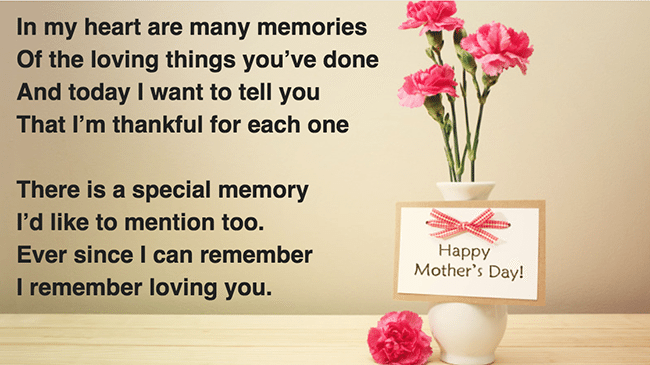 In my heart are many memories
Of the loving things you’ve done
And today I want to tell you
That I’m thankful for each one
There is a special memory
I’d like to mention too.
Ever since I can remember
I remember loving you.
Happy
Mother's Day!